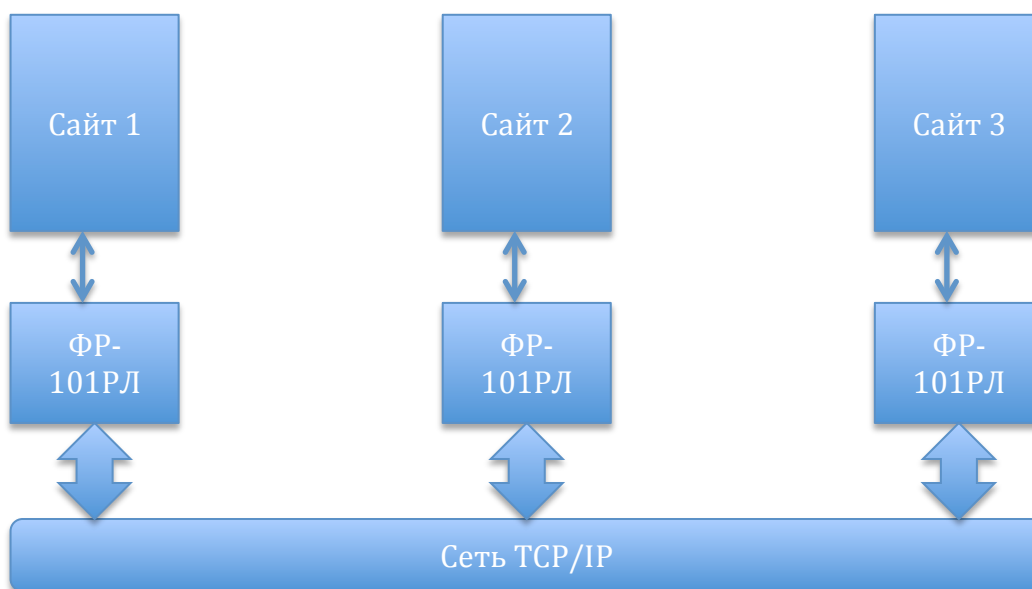 Сайт 1
Сайт 2
Сайт 3
ФР-
101РЛ
ФР-
101РЛ
ФР-
101РЛ
Сеть TCP/IP